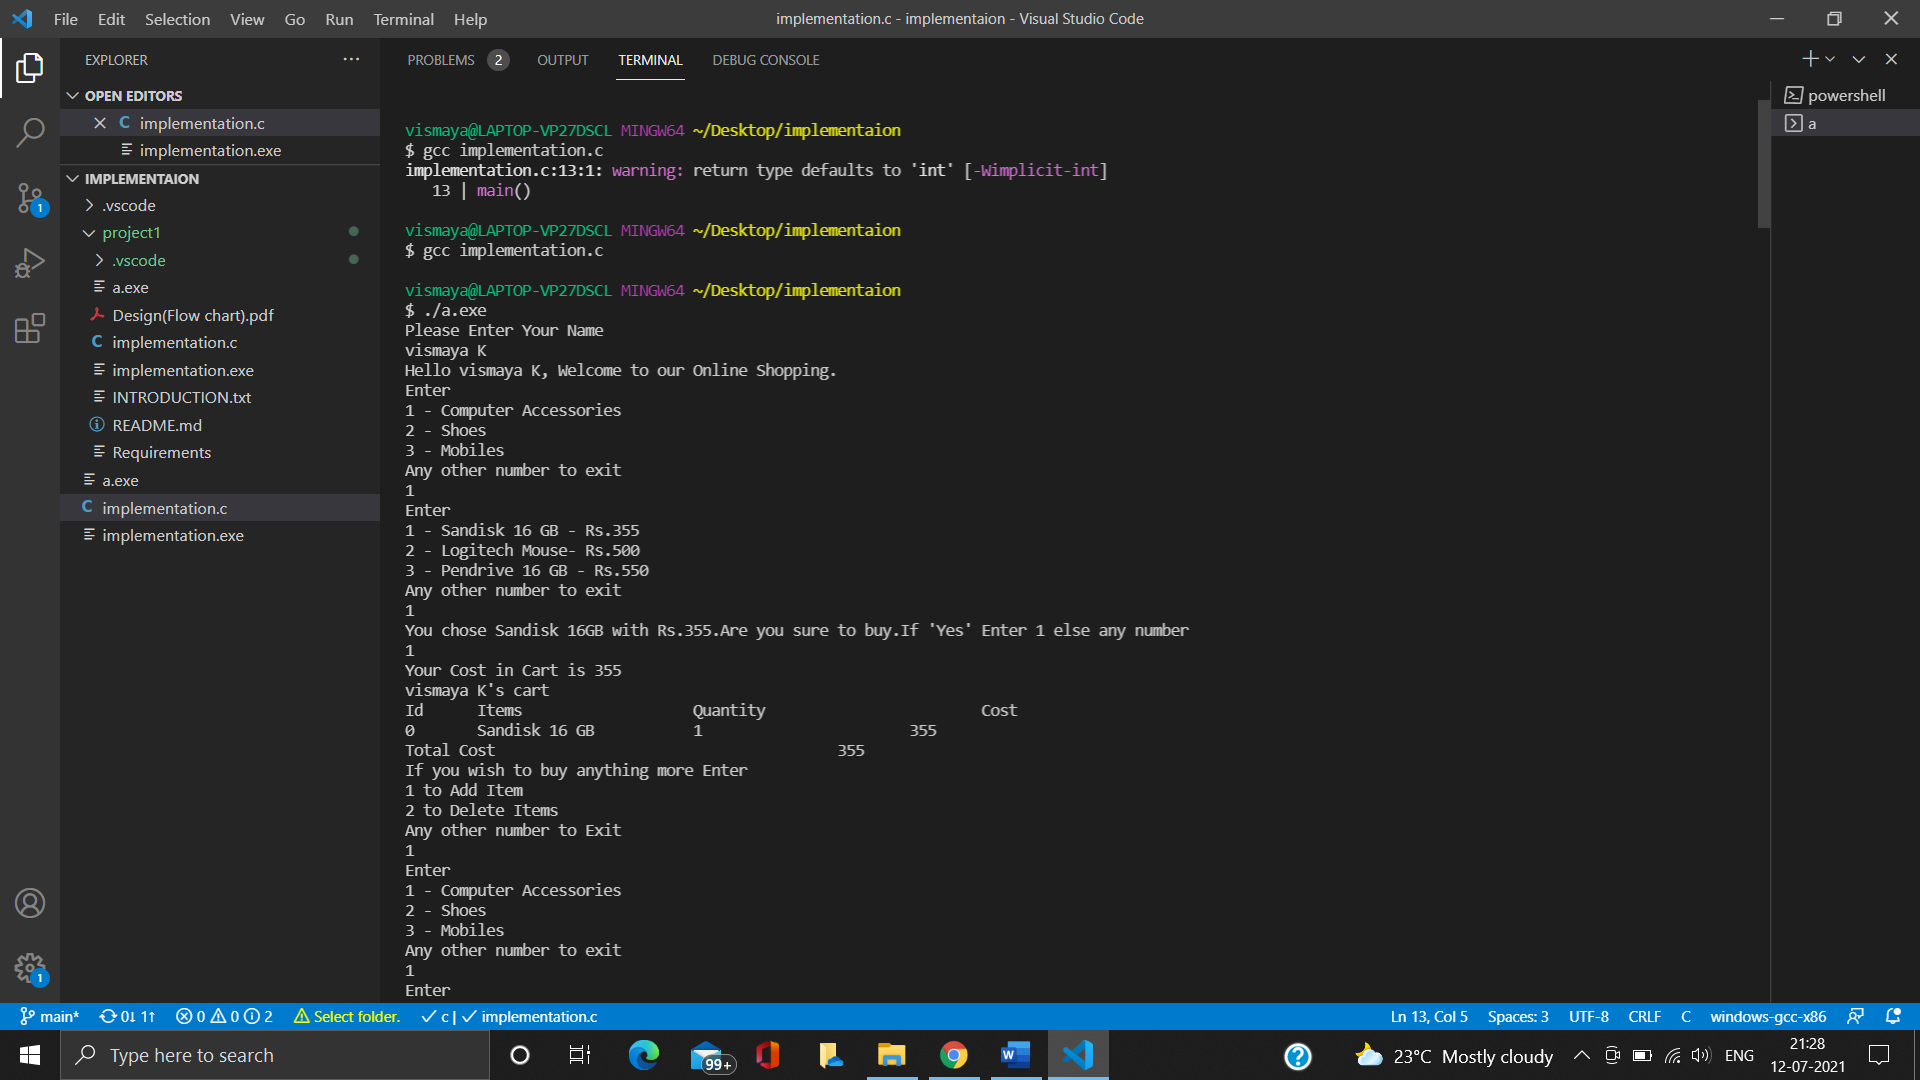 File Edit Selection View Go Run Terminal Help
implementation.c - implementaion - Visual Studio Code
EXPLORER
OPEN EDITORS
C implementation.c
implementation.exe
IMPLEMENTAION
.vscode
project1
.vscode
a.exe
Design(Flow chart).pdf
C implementation.c
implementation.exe
INTRODUCTION.txt
README.md
Requirements
a.exe
C implementation.c
implementation.exe
1
1
PROBLEMS 2 OUTPUT TERMINAL DEBUG CONSOLE
powershell
a
vismaya@LAPTOP-VP27DSCL MINGW64 ~/Desktop/implementaion
$ gcc implementation.c
implementation.c:13:1: warning: return type defaults to 'int' [-Wimplicit-int]
13 | main()
vismaya@LAPTOP-VP27DSCL MINGW64 ~/Desktop/implementaion
$ gcc implementation.c
vismaya@LAPTOP-VP27DSCL MINGW64 ~/Desktop/implementaion
$ ./a.exe
Please Enter Your Name
vismaya K
Hello vismaya K, Welcome to our Online Shopping.
Enter
1 - Computer Accessories
2 - Shoes
3 - Mobiles
Any other number to exit
1
Enter
1 - Sandisk 16 GB - Rs.355
2 - Logitech Mouse- Rs.500
3 - Pendrive 16 GB - Rs.550
Any other number to exit
1
You chose Sandisk 16GB with Rs.355.Are you sure to buy.If 'Yes' Enter 1 else any number
1
Your Cost in Cart is 355
vismaya K's cart
Id Items Quantity Cost
0 Sandisk 16 GB 1 355
Total Cost 355
If you wish to buy anything more Enter
1 to Add Item
2 to Delete Items
Any other number to Exit
1
Enter
1 - Computer Accessories
2 - Shoes
3 - Mobiles
Any other number to exit
1
Enter
main* 0↓ 1↑ 0 0 2 Select folder. ✓ c | ✓ implementation.c
Ln 13, Col 5 Spaces: 3 UTF-8 CRLF C windows-gcc-x86
Type here to search
99+
23°C Mostly cloudy
ENG
21:28
12-07-2021